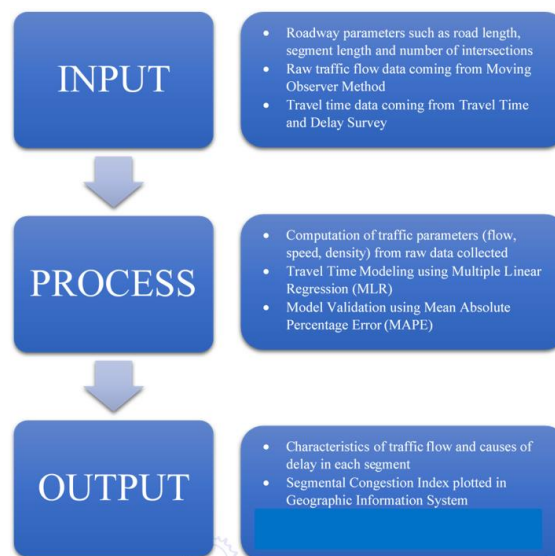 INPUT
• Roadway parameters such as road length,
segment length and number of intersections
• Raw traffic flow data coming from Moving
Observer Method
• Travel time data coming from Travel Time
and Delay Survey
PROCESS
• Computation of traffic parameters (flow,
speed, density) from raw data collected
• Travel Time Modeling using Multiple Linear
Regression (MLR)
• Model Validation using Mean Absolute
Percentage Error (MAPE)
OUTPUT
• Characteristics of traffic flow and causes of
delay in each segment
• Segmental Congestion Index plotted in
Geographic Information System